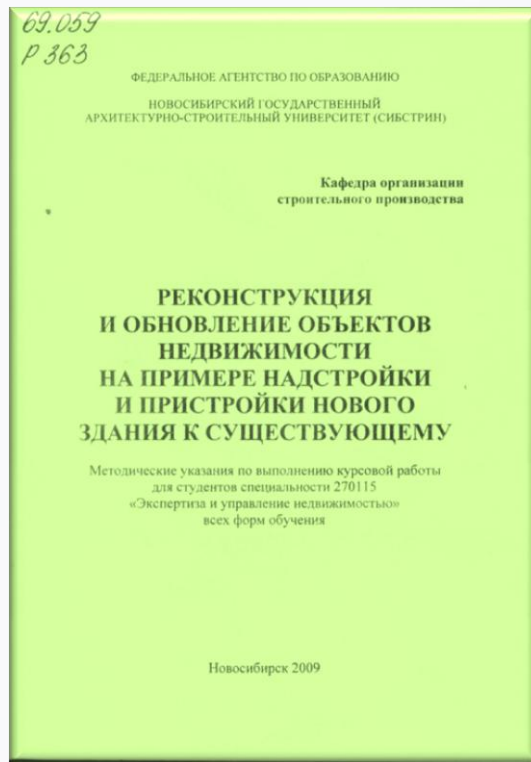 69.059
Р 363
ФЕДЕРАЛЬНОЕ АГЕНТСТВО ПО ОБРАЗОВАНИЮ
НОВОСИБИРСКИЙ ГОСУДАРСТВЕННЫЙ
АРХИТЕКТУРНО-СТРОИТЕЛЬНЫЙ УНИВЕРСИТЕТ (СИБСТРИН)
Кафедра организации
строительного производства
РЕКОНСТРУКЦИЯ
И ОБНОВЛЕНИЕ ОБЪЕКТОВ
НЕДВИЖИМОСТИ
НА ПРИМЕРЕ НАДСТРОЙКИ
И ПРИСТРОЙКИ НОВОГО
ЗДАНИЯ К СУЩЕСТВУЮЩЕМУ
Методические указания по выполнению курсовой работы
для студентов специальности 270115
«Экспертиза и управление недвижимостью»
всех форм обучения
Новосибирск 2009